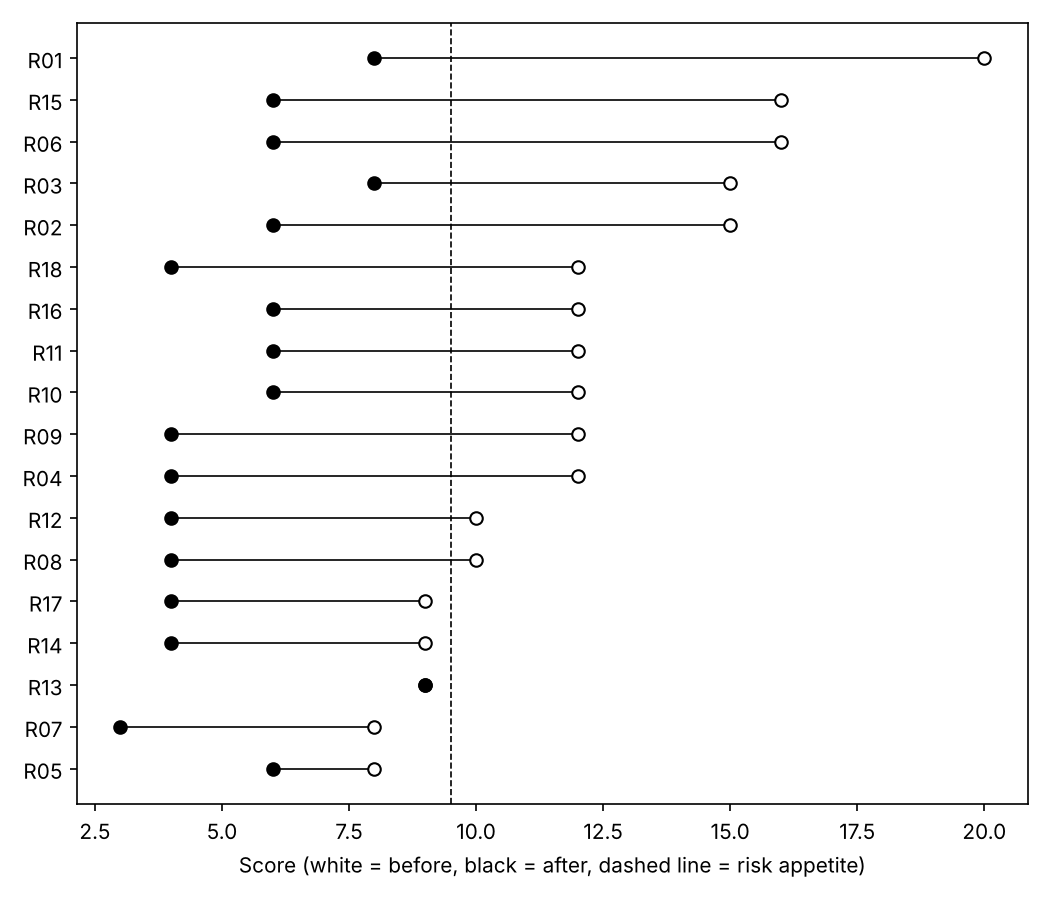 R01
R15
R06
R03
R02
R18
R16
R11
R10
R09
R04
R12
R08
R17
R14
R13
R07
R05
2.5 5.0 7.5 10.0 12.5 15.0 17.5 20.0
Score (white = before, black = after, dashed line = risk appetite)